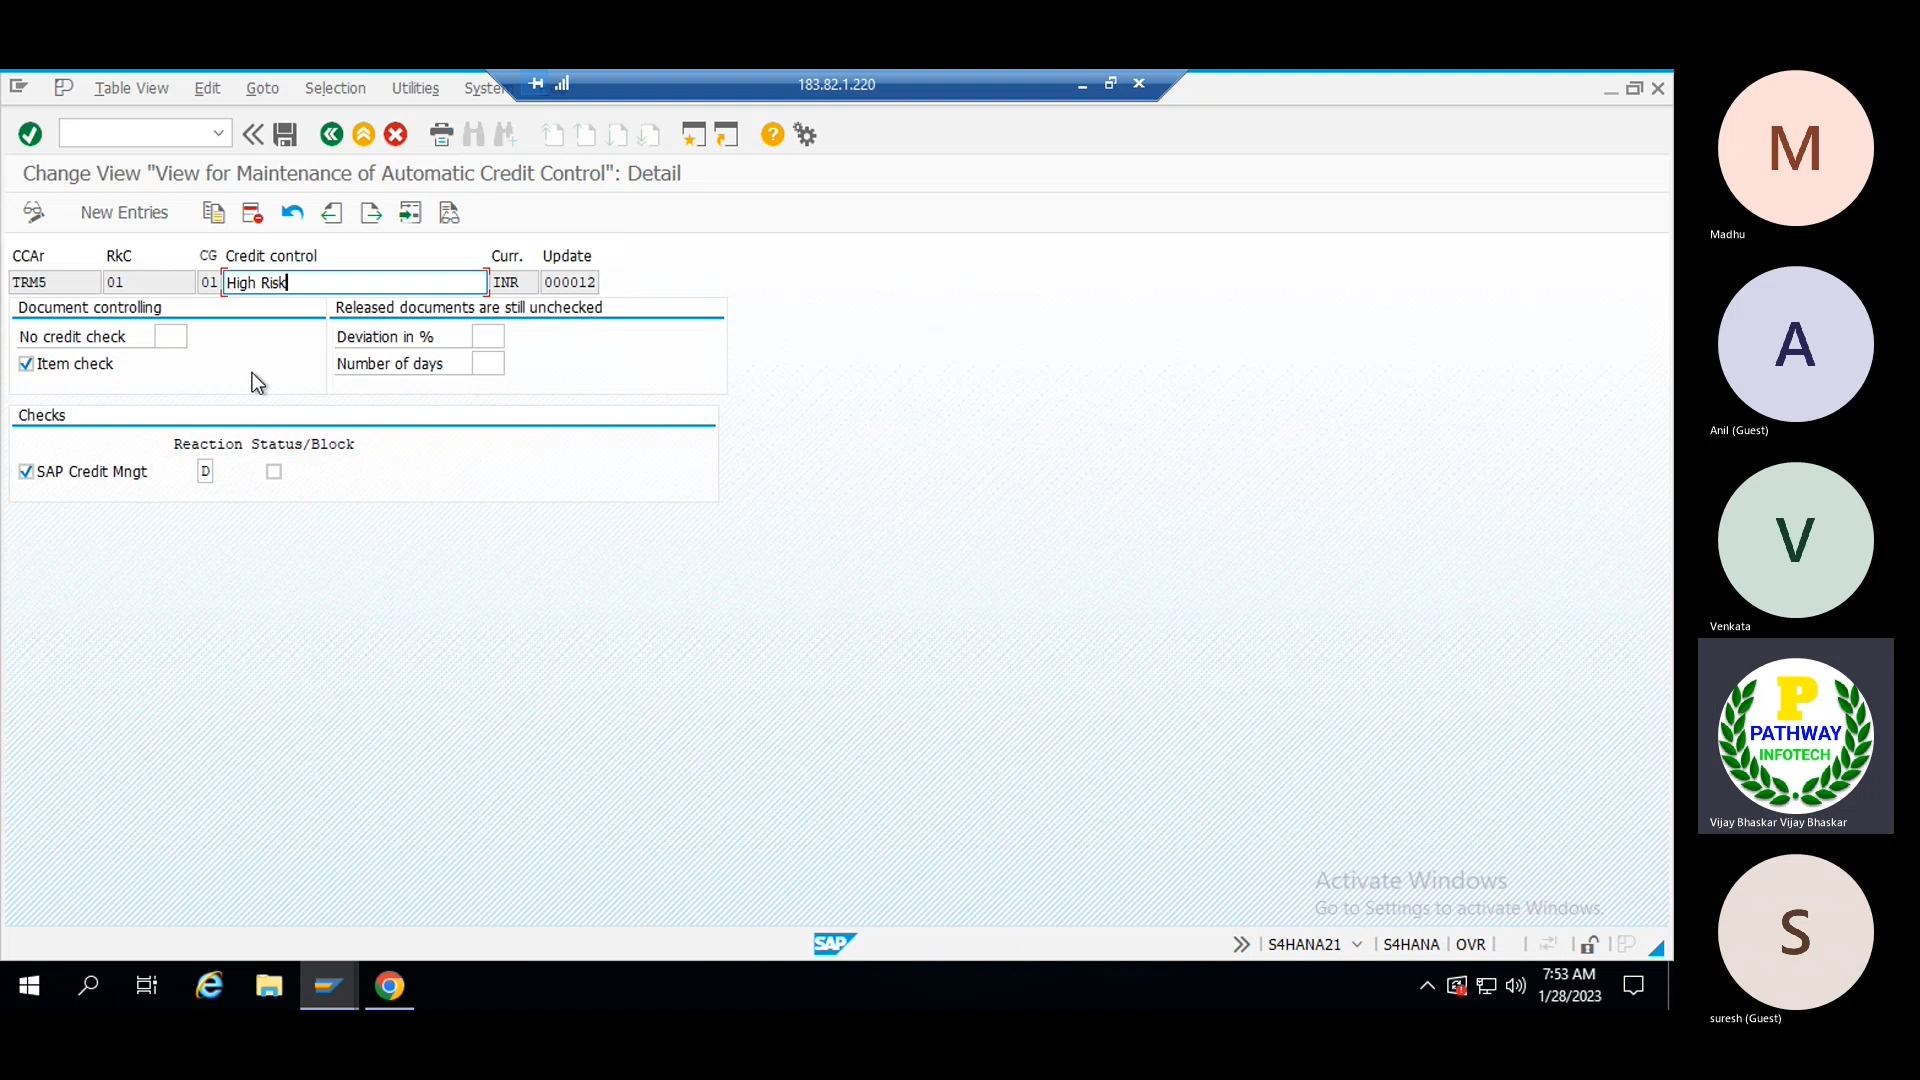 Table View Edit Goto Selection Utilities System 183.82.1.220
Change View "View for Maintenance of Automatic Credit Control": Detail
New Entries
CCAr RkC CG Credit control Curr. Update
TRM5 01 01 High Risk INR 000012
Document controlling
No credit check
Item check
Released documents are still unchecked
Deviation in %
Number of days
Checks
Reaction Status/Block
SAP Credit Mngt D
Activate Windows
Go to Settings to activate Windows.
SAP
S4HANA21 S4HANA OVR
7:53 AM
1/28/2023
M
Madhu
A
Anil (Guest)
V
Venkata
P
PATHWAY
INFOTECH
Vijay Bhaskar Vijay Bhaskar
S
suresh (Guest)